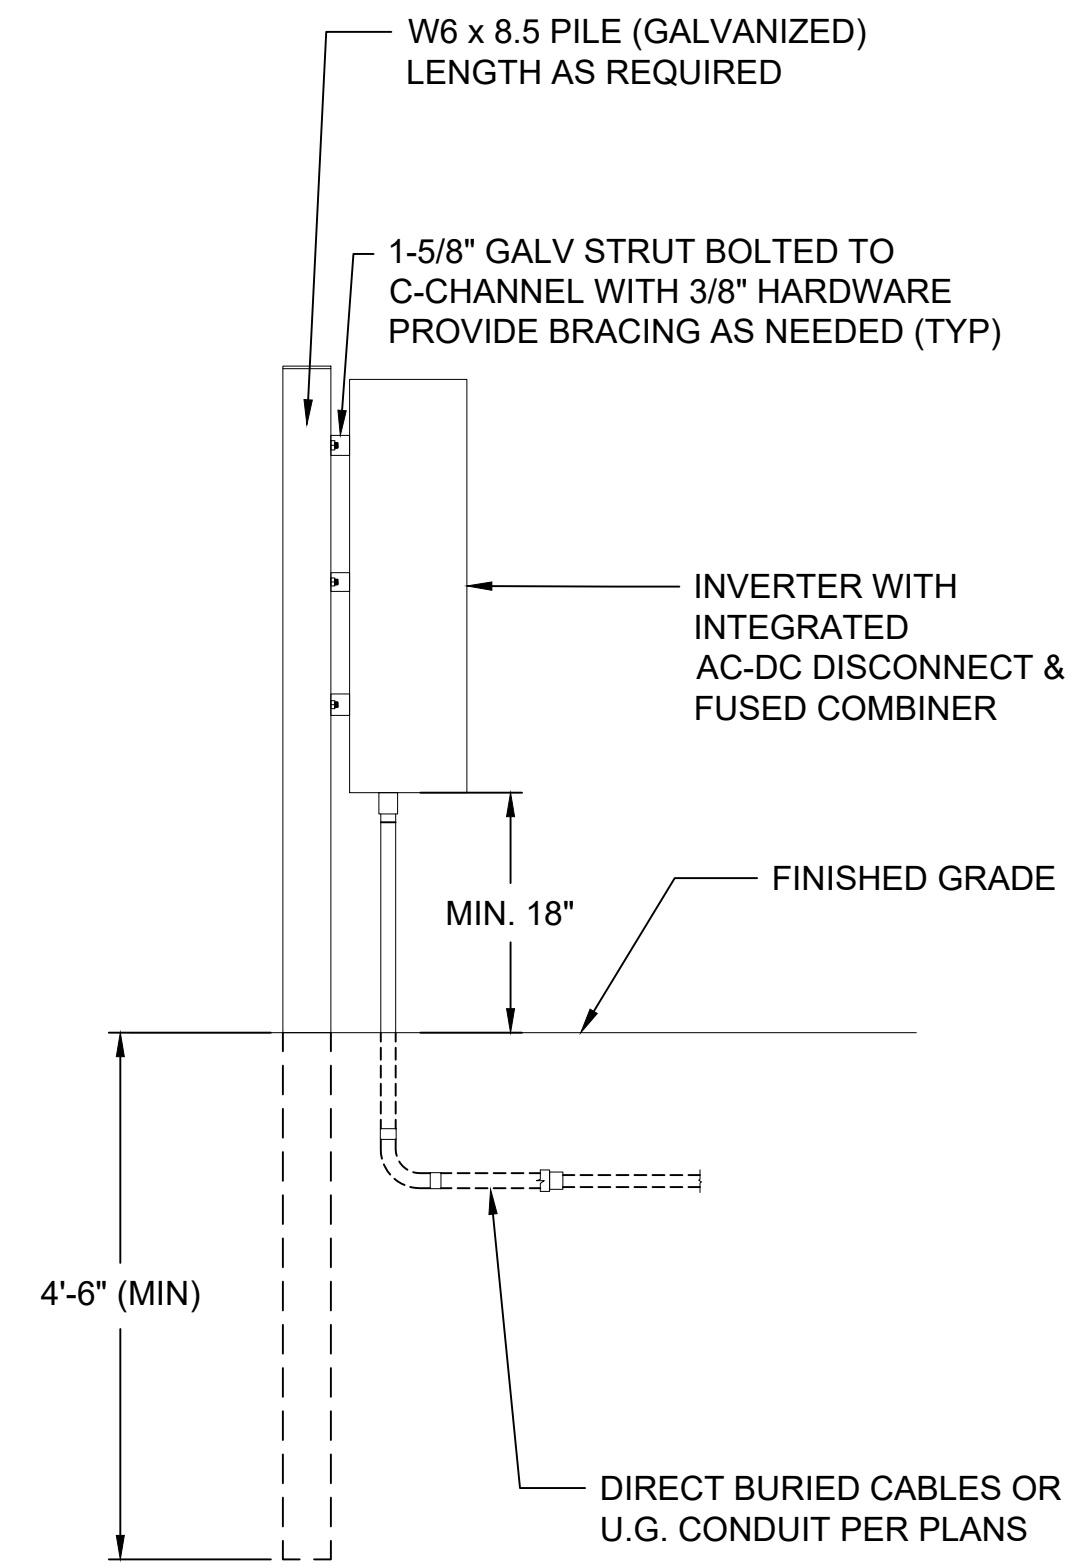 W6 x 8.5 PILE (GALVANIZED)
LENGTH AS REQUIRED
1-5/8" GALV STRUT BOLTED TO
C-CHANNEL WITH 3/8" HARDWARE
PROVIDE BRACING AS NEEDED (TYP)
INVERTER WITH
INTEGRATED
AC-DC DISCONNECT &
FUSED COMBINER
FINISHED GRADE
MIN. 18"
4'-6" (MIN)
DIRECT BURIED CABLES OR
U.G. CONDUIT PER PLANS